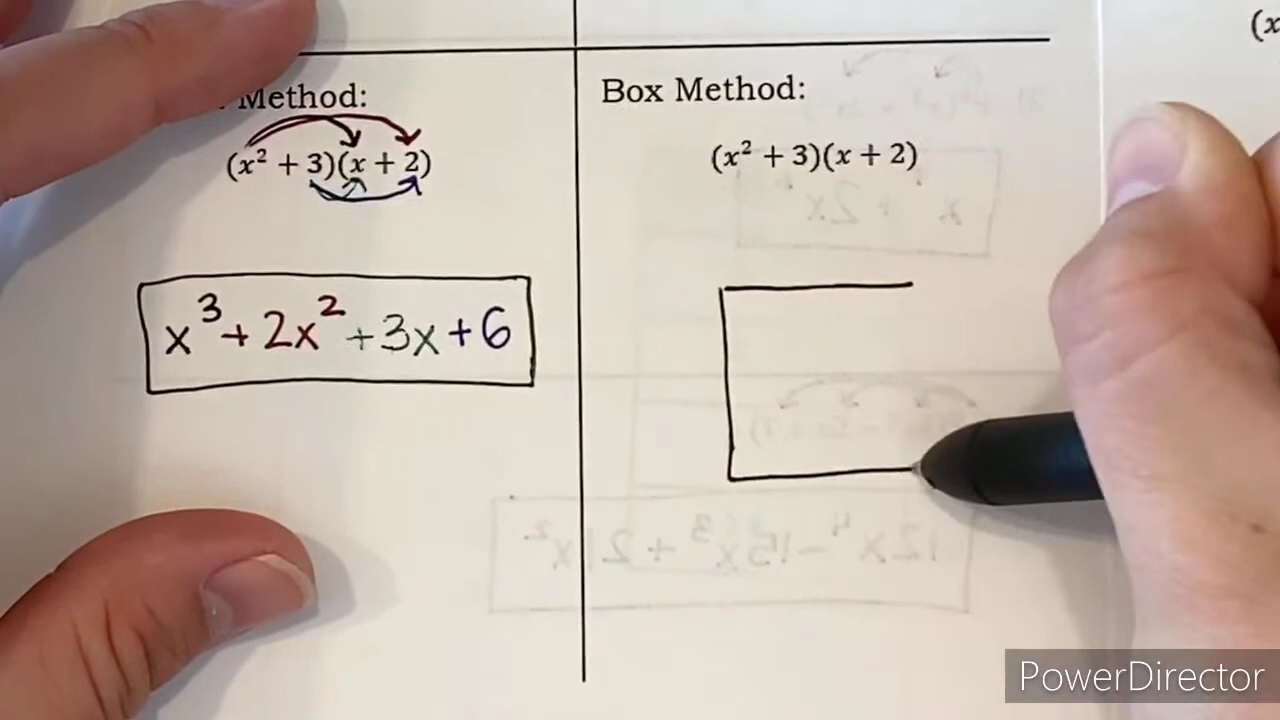 Method:
(x² + 3)(x + 2)
x³ + 2x² + 3x + 6
Box Method:
(x² + 3)(x + 2)
(x
PowerDirector